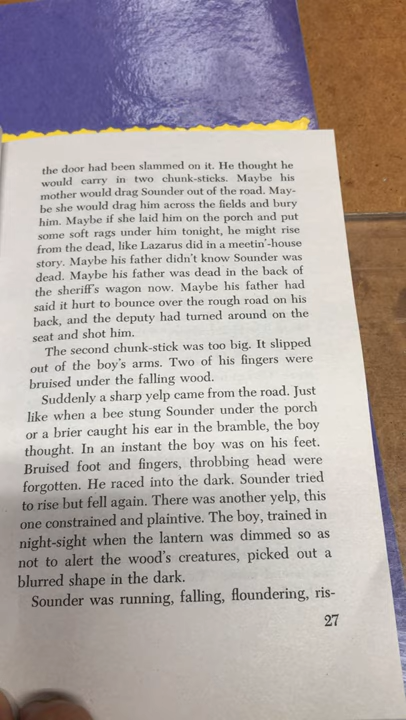 the door had been slammed on it. He thought he
would carry in two chunk-sticks. Maybe his
mother would drag Sounder out of the road. May-
be she would drag him across the fields and bury
him. Maybe if she laid him on the porch and put
some soft rags under him tonight, he might rise
from the dead, like Lazarus did in a meetin'-house
story. Maybe his father didn't know Sounder was
dead. Maybe his father was dead in the back of
the sheriff's wagon now. Maybe his father had
said it hurt to bounce over the rough road on his
back, and the deputy had turned around on the
seat and shot him.
The second chunk-stick was too big. It slipped
out of the boy's arms. Two of his fingers were
bruised under the falling wood.
Suddenly a sharp yelp came from the road. Just
like when a bee stung Sounder under the porch
or a brier caught his ear in the bramble, the boy
thought. In an instant the boy was on his feet.
Bruised foot and fingers, throbbing head were
forgotten. He raced into the dark. Sounder tried
to rise but fell again. There was another yelp, this
one constrained and plaintive. The boy, trained in
night-sight when the lantern was dimmed so as
not to alert the wood's creatures, picked out a
blurred shape in the dark.
Sounder was running, falling, floundering, ris-
27